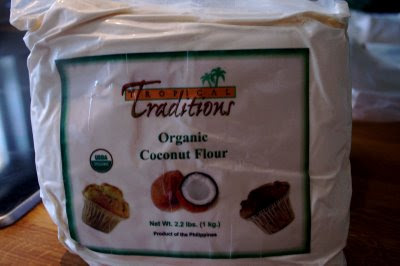 TROPICAL
Traditions
Organic
Coconut Flour
USDA
ORGANIC
Net Wt. 2.2 lbs. (1 kg.)
Product of the Philippines